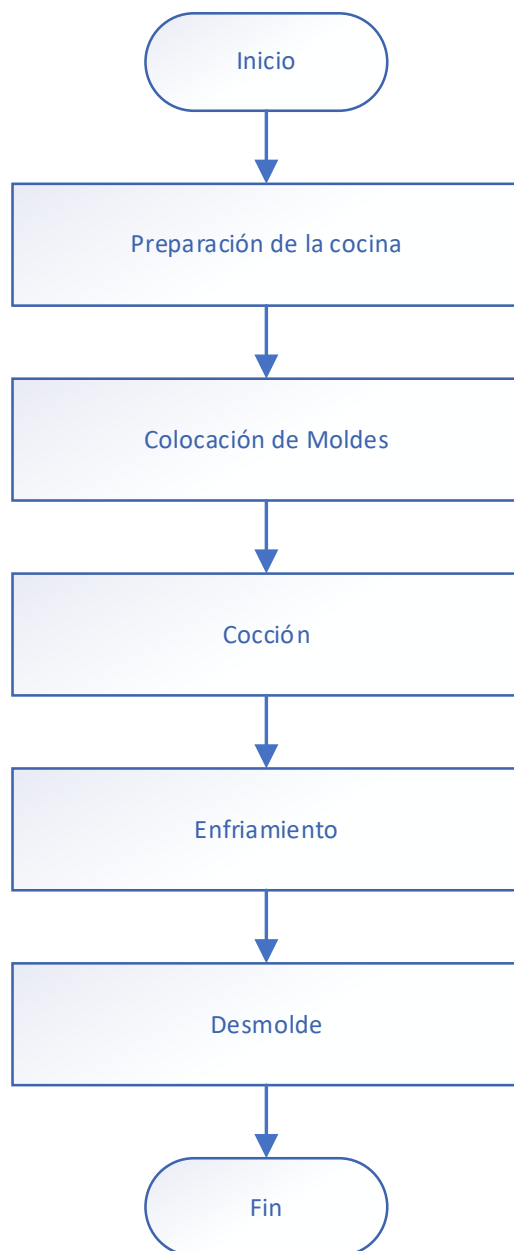 Inicio
Preparación de la cocina
Colocación de Moldes
Cocción
Enfriamiento
Desmolde
Fin